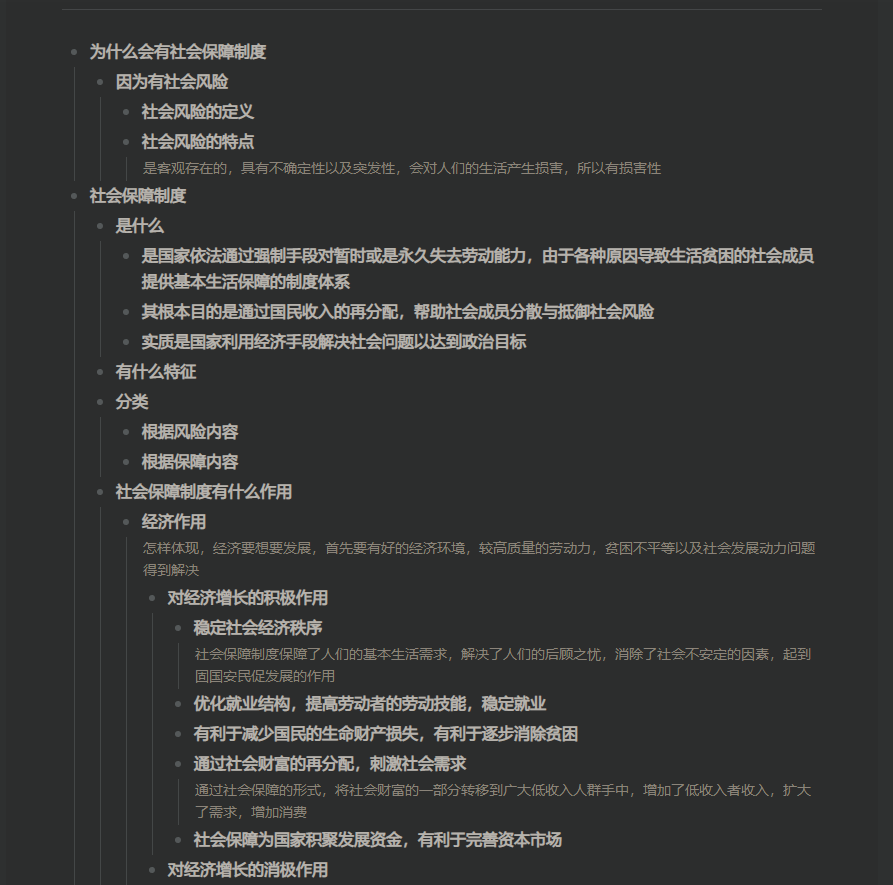 为什么会有社会保障制度
因为有社会风险
社会风险的定义
社会风险的特点
是客观存在的，具有不确定性以及突发性，会对人们的生活产生损害，所以有损害性
社会保障制度
是什么
是国家依法通过强制手段对暂时或是永久失去劳动能力，由于各种原因导致生活贫困的社会成员
提供基本生活保障的制度体系
其根本目的是通过国民收入的再分配，帮助社会成员分散与抵御社会风险
实质是国家利用经济手段解决社会问题以达到政治目标
有什么特征
分类
根据风险内容
根据保障内容
社会保障制度有什么作用
经济作用
怎样体现，经济要想要发展，首先要有好的经济环境，较高质量的劳动力，贫困不平等以及社会发展动力问题
得到解决
对经济增长的积极作用
稳定社会经济秩序
社会保障制度保障了人们的基本生活需求，解决了人们的后顾之忧，消除了社会不安定的因素，起到
固国安民促发展的作用
优化就业结构，提高劳动者的劳动技能，稳定就业
有利于减少国民的生命财产损失，有利于逐步消除贫困
通过社会财富的再分配，刺激社会需求
通过社会保障的形式，将社会财富的一部分转移到广大低收入人群手中，增加了低收入者收入，扩大
了需求，增加消费
社会保障为国家积聚发展资金，有利于完善资本市场
对经济增长的消极作用